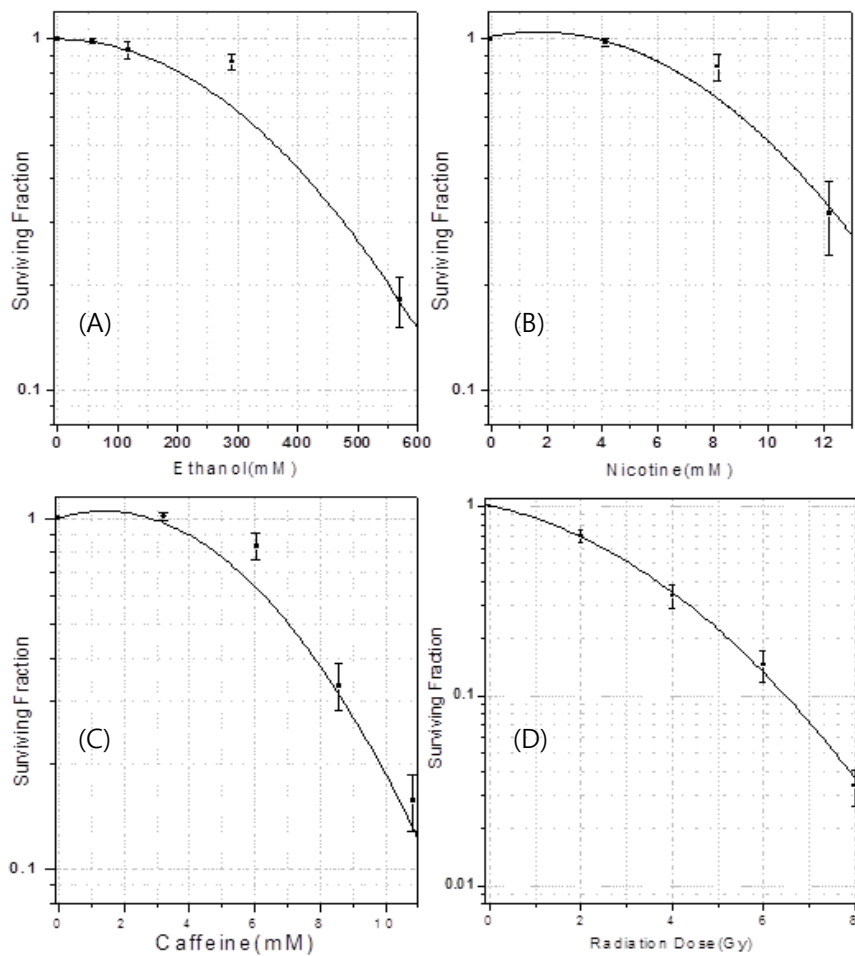 1
Surviving Fraction
(A)
0.1
0 100 200 300 400 500 600
Ethanol(mM)
1
Surviving Fraction
(B)
0.1
0 2 4 6 8 10 12
Nicotine(mM)
1
Surviving Fraction
(C)
0.1
0 2 4 6 8 10
Caffeine(mM)
1
Surviving Fraction
0.1
(D)
0.01
0 2 4 6 8
Radiation Dose(Gy)